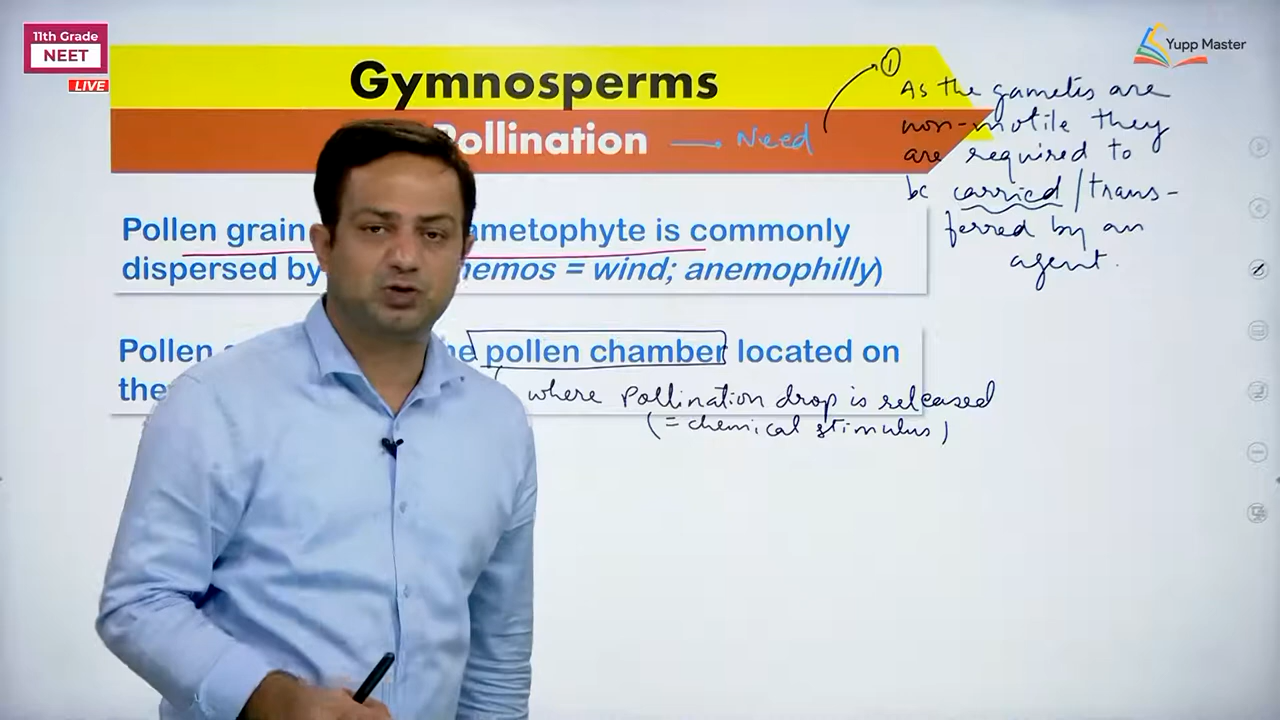 11th Grade
NEET
LIVE
Yupp Master
Gymnosperms
Pollination → Need
①
As the gametes are
non-motile they
are required to
be carried / trans-
ferred by an
agent.
Pollen grain ametophyte is commonly
dispersed by nemos = wind; anemophilly)
Pollen he pollen chamber located on
the
where Pollination drop is released
(= chemical stimulus)